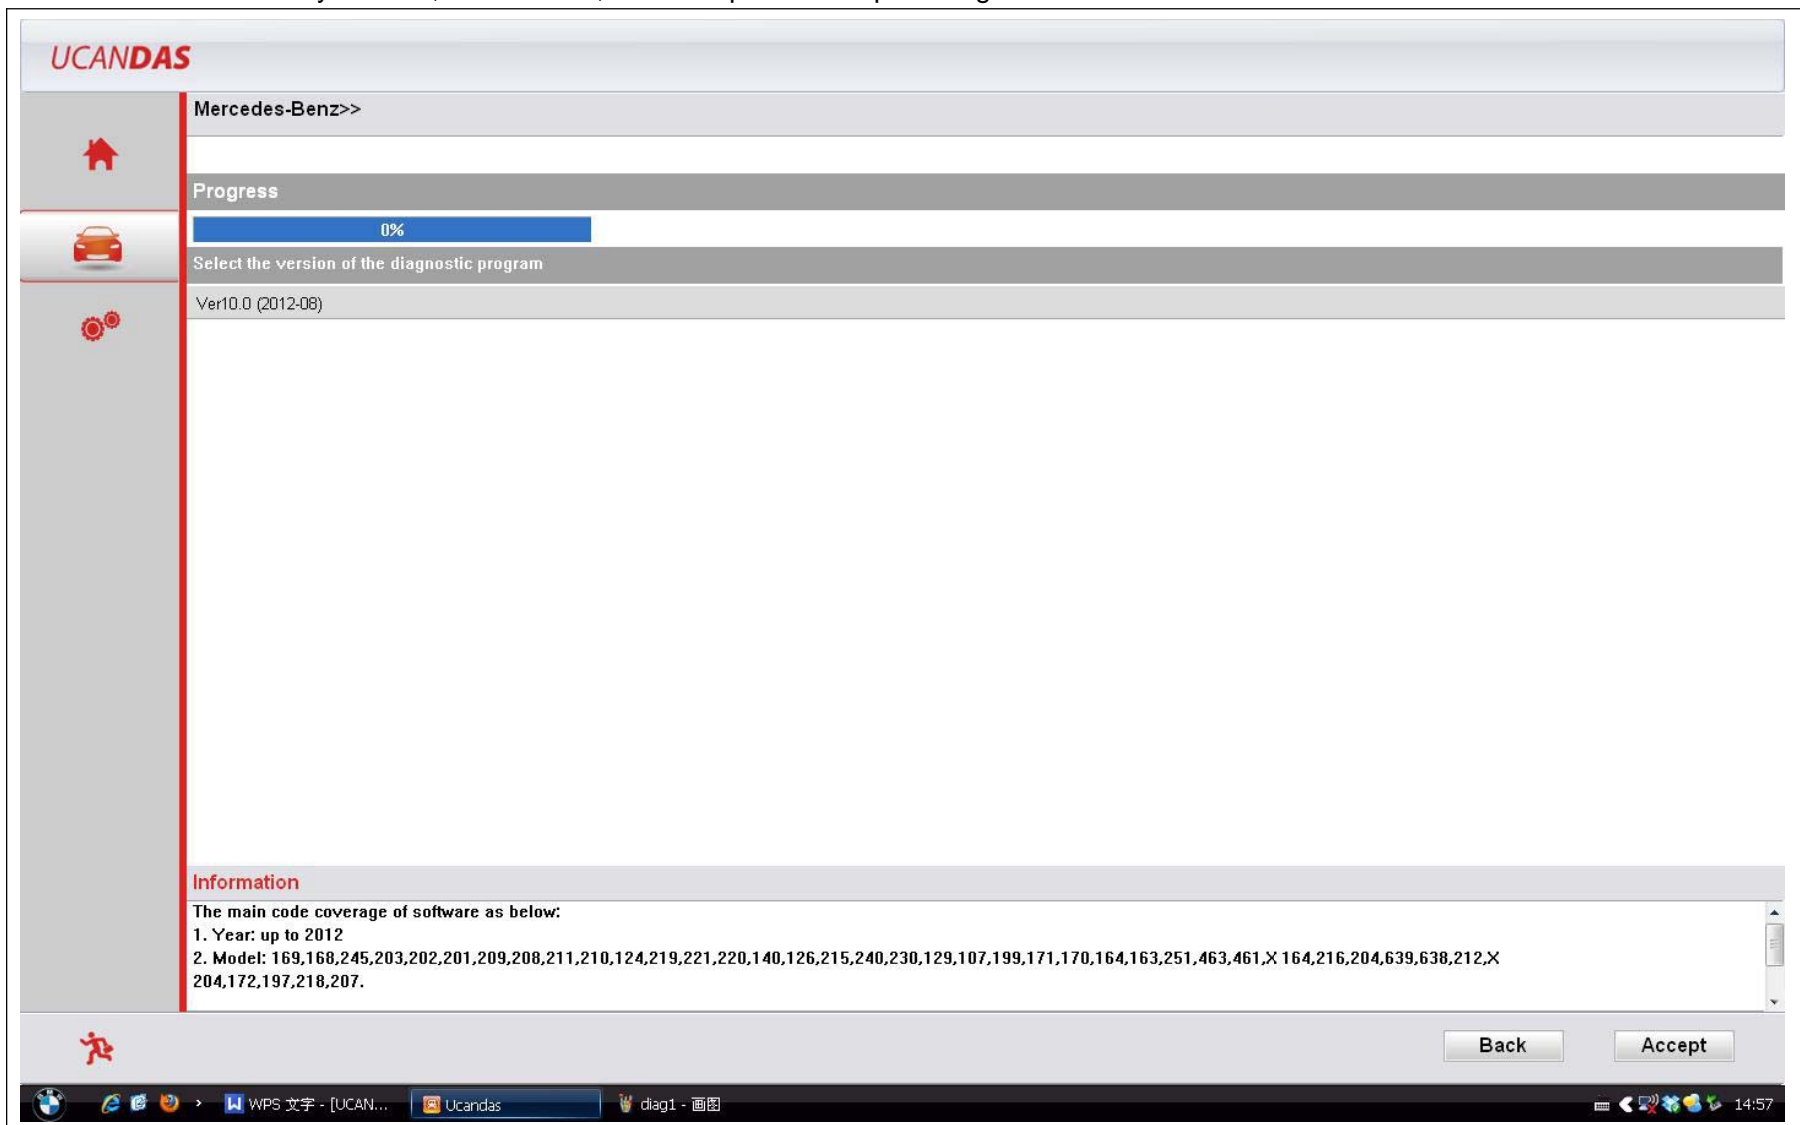 UCANDAS
Mercedes-Benz>>
Progress
0%
Select the version of the diagnostic program
Ver10.0 (2012-08)
Information
The main code coverage of software as below:
1. Year: up to 2012
2. Model: 169,168,245,203,202,201,209,208,211,210,124,219,221,220,140,126,215,240,230,129,107,199,171,170,164,163,251,463,461,X 164,216,204,639,638,212,X
204,172,197,218,207.
Back Accept
WPS 文字 - [UCAN... Ucandas diag1 - 画图 14:57